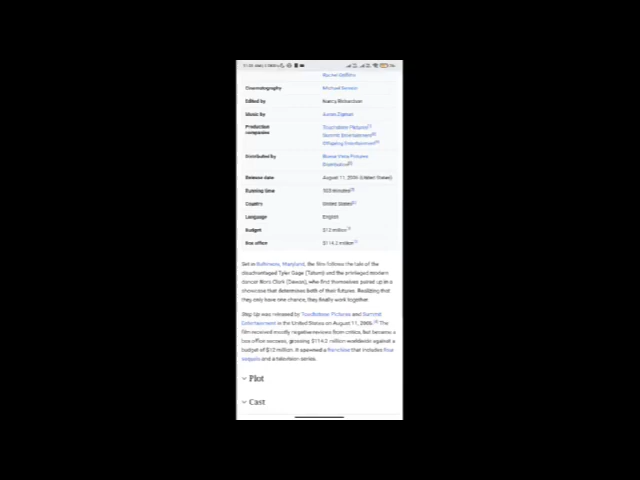 Rachel Griffiths
Cinematography Michael Seresin
Edited by Nancy Richardson
Music by Aaron Zigman
Production Touchstone Pictures
companies Summit Entertainment
Offspring Entertainment
Distributed by Buena Vista Pictures
Distribution
Release date August 11, 2006 (United States)
Running time minutes
Country United States
Language English
Budget $12 million
Box office $114.2 million
Set in Baltimore, Maryland, the film follows the tale of the
disadvantaged Tyler Gage (Tatum) and the privileged modern
dancer Nora Clark (Dewan), who find themselves paired up in a
showcase that determines both of their futures. Realizing that
they only have one chance, they finally work together.
Step Up was released by Touchstone Pictures and Summit
Entertainment in the United States on August 11, 2006. The
film received mostly negative reviews from critics, but became a
box office success, grossing $114.2 million worldwide against a
budget of $12 million. It spawned a franchise that includes four
sequels and a television series.
Plot
Cast